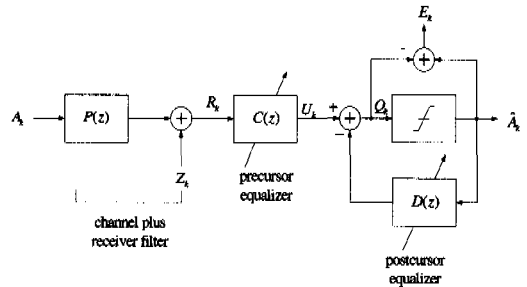 E_k
A_k
P(z)
R_k
C(z)
U_k
Q_k
Â_k
Z_k
D(z)
precursor
equalizer
channel plus
receiver filter
postcursor
equalizer